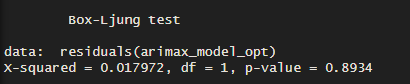 Box-Ljung test
data:  residuals(arimax_model_opt)
X-squared = 0.017972, df = 1, p-value = 0.8934